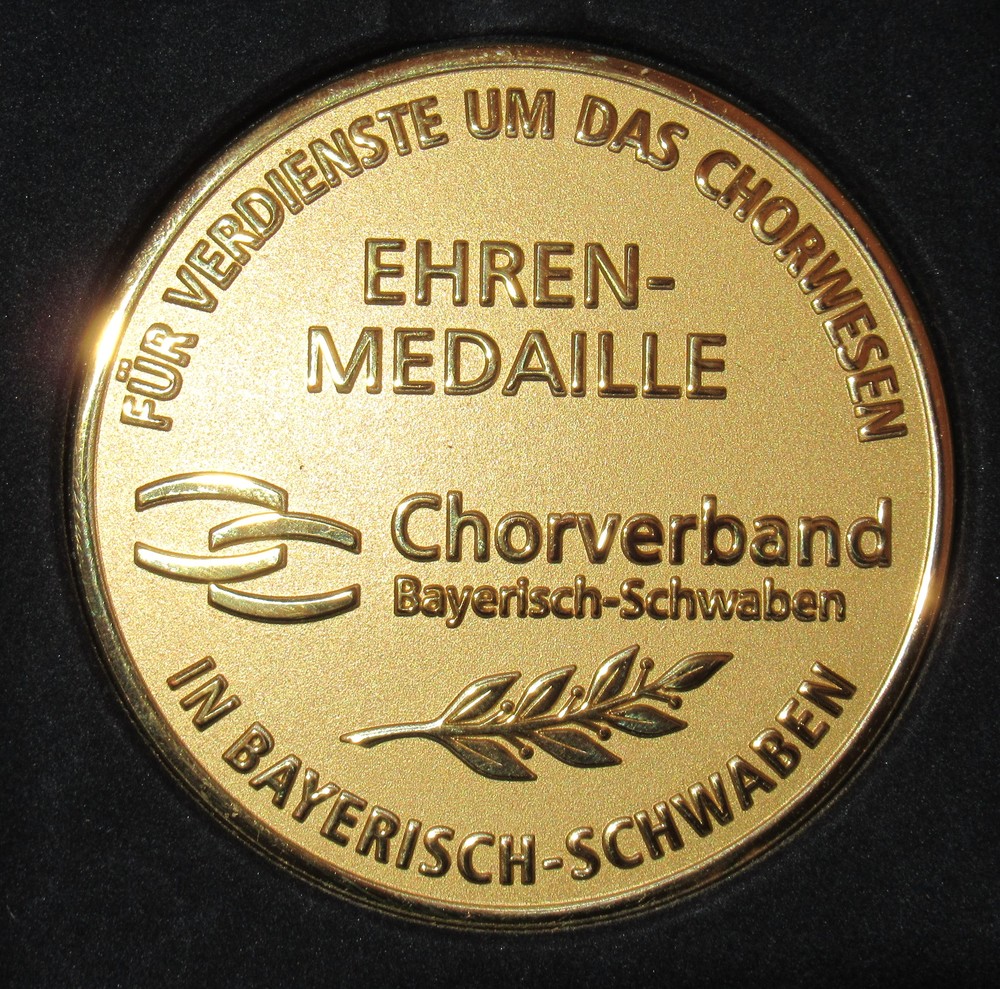 FÜR VERDIENSTE UM DAS CHORWESEN
EHREN-
MEDAILLE
Chorverband
Bayerisch-Schwaben
IN BAYERISCH-SCHWABEN